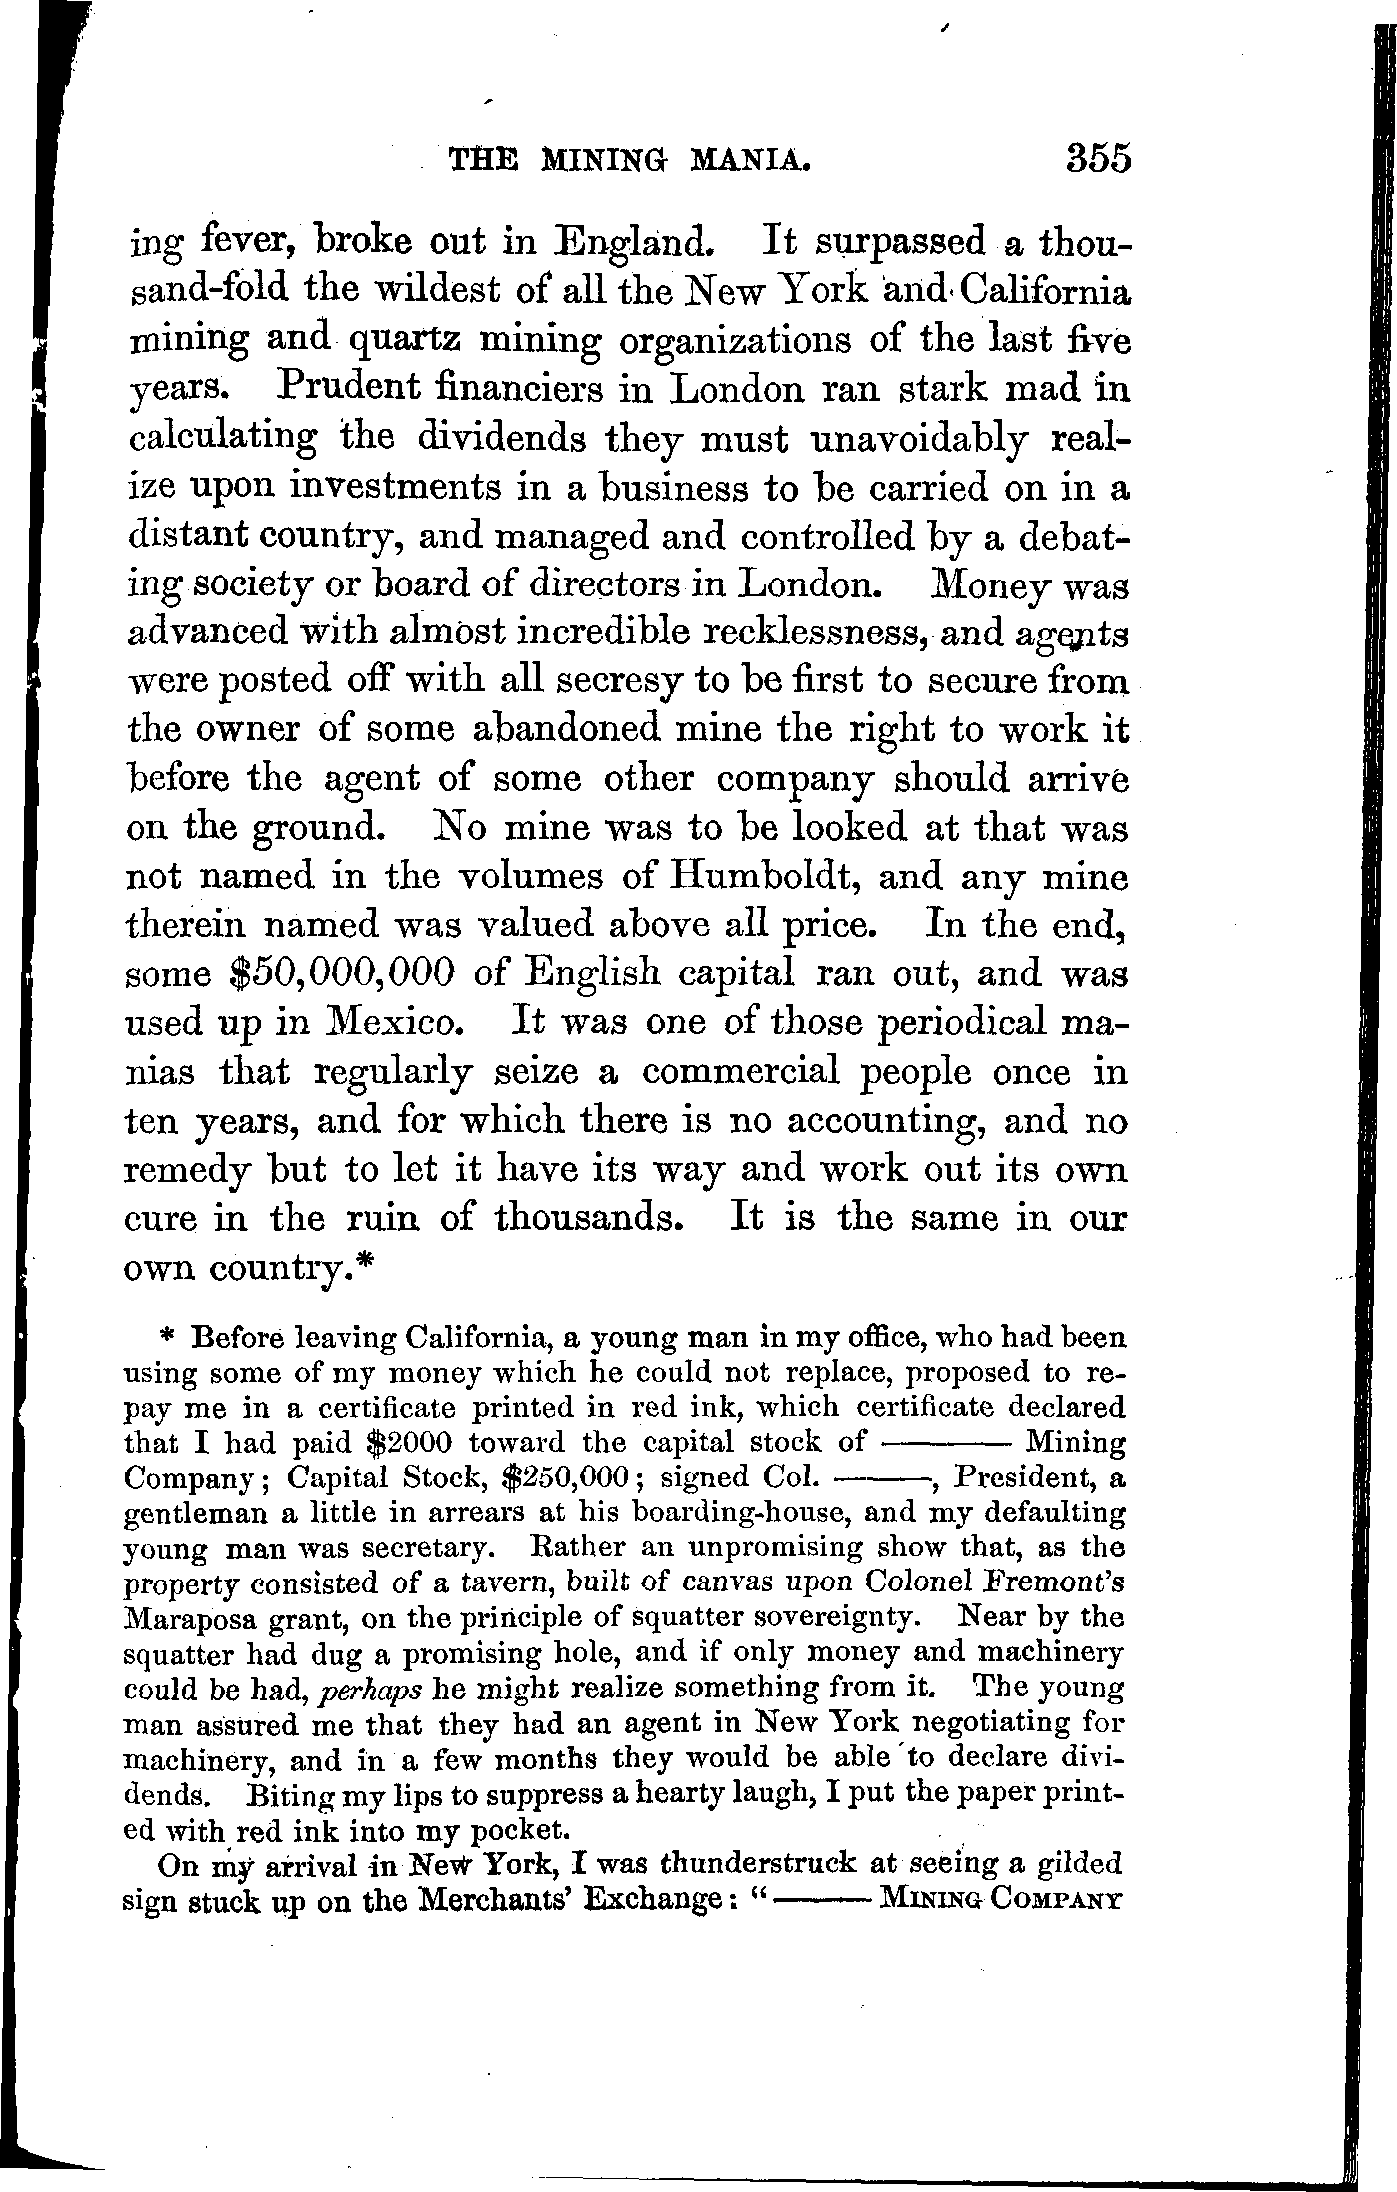 THE MINING MANIA. 355
ing fever, broke out in England. It surpassed a thou-
sand-fold the wildest of all the New York and California
mining and quartz mining organizations of the last five
years. Prudent financiers in London ran stark mad in
calculating the dividends they must unavoidably real-
ize upon investments in a business to be carried on in a
distant country, and managed and controlled by a debat-
ing society or board of directors in London. Money was
advanced with almost incredible recklessness, and agents
were posted off with all secresy to be first to secure from
the owner of some abandoned mine the right to work it
before the agent of some other company should arrive
on the ground. No mine was to be looked at that was
not named in the volumes of Humboldt, and any mine
therein named was valued above all price. In the end,
some $50,000,000 of English capital ran out, and was
used up in Mexico. It was one of those periodical ma-
nias that regularly seize a commercial people once in
ten years, and for which there is no accounting, and no
remedy but to let it have its way and work out its own
cure in the ruin of thousands. It is the same in our
own country.*
* Before leaving California, a young man in my office, who had been
using some of my money which he could not replace, proposed to re-
pay me in a certificate printed in red ink, which certificate declared
that I had paid $2000 toward the capital stock of ——— Mining
Company; Capital Stock, $250,000; signed Col. ———, President, a
gentleman a little in arrears at his boarding-house, and my defaulting
young man was secretary. Rather an unpromising show that, as the
property consisted of a tavern, built of canvas upon Colonel Fremont's
Maraposa grant, on the principle of squatter sovereignty. Near by the
squatter had dug a promising hole, and if only money and machinery
could be had, perhaps he might realize something from it. The young
man assured me that they had an agent in New York negotiating for
machinery, and in a few months they would be able to declare divi-
dends. Biting my lips to suppress a hearty laugh, I put the paper print-
ed with red ink into my pocket.
On my arrival in New York, I was thunderstruck at seeing a gilded
sign stuck up on the Merchants' Exchange: "——— MINING COMPANY